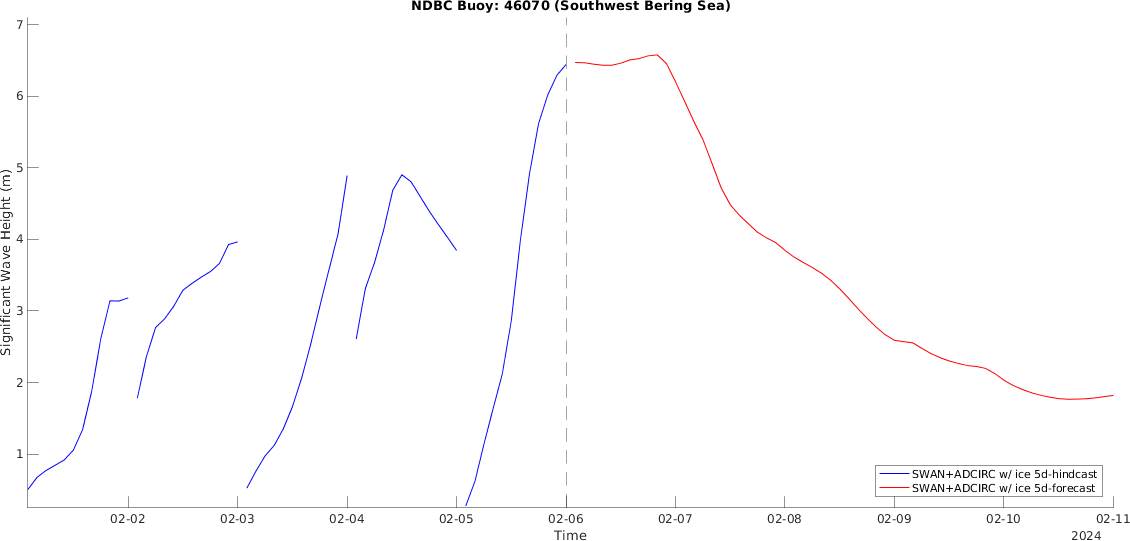 NDBC Buoy: 46070 (Southwest Bering Sea)
Significant Wave Height (m)
7
6
5
4
3
2
1
SWAN+ADCIRC w/ ice 5d-hindcast
SWAN+ADCIRC w/ ice 5d-forecast
02-02 02-03 02-04 02-05 02-06 02-07 02-08 02-09 02-10 02-11
Time
2024